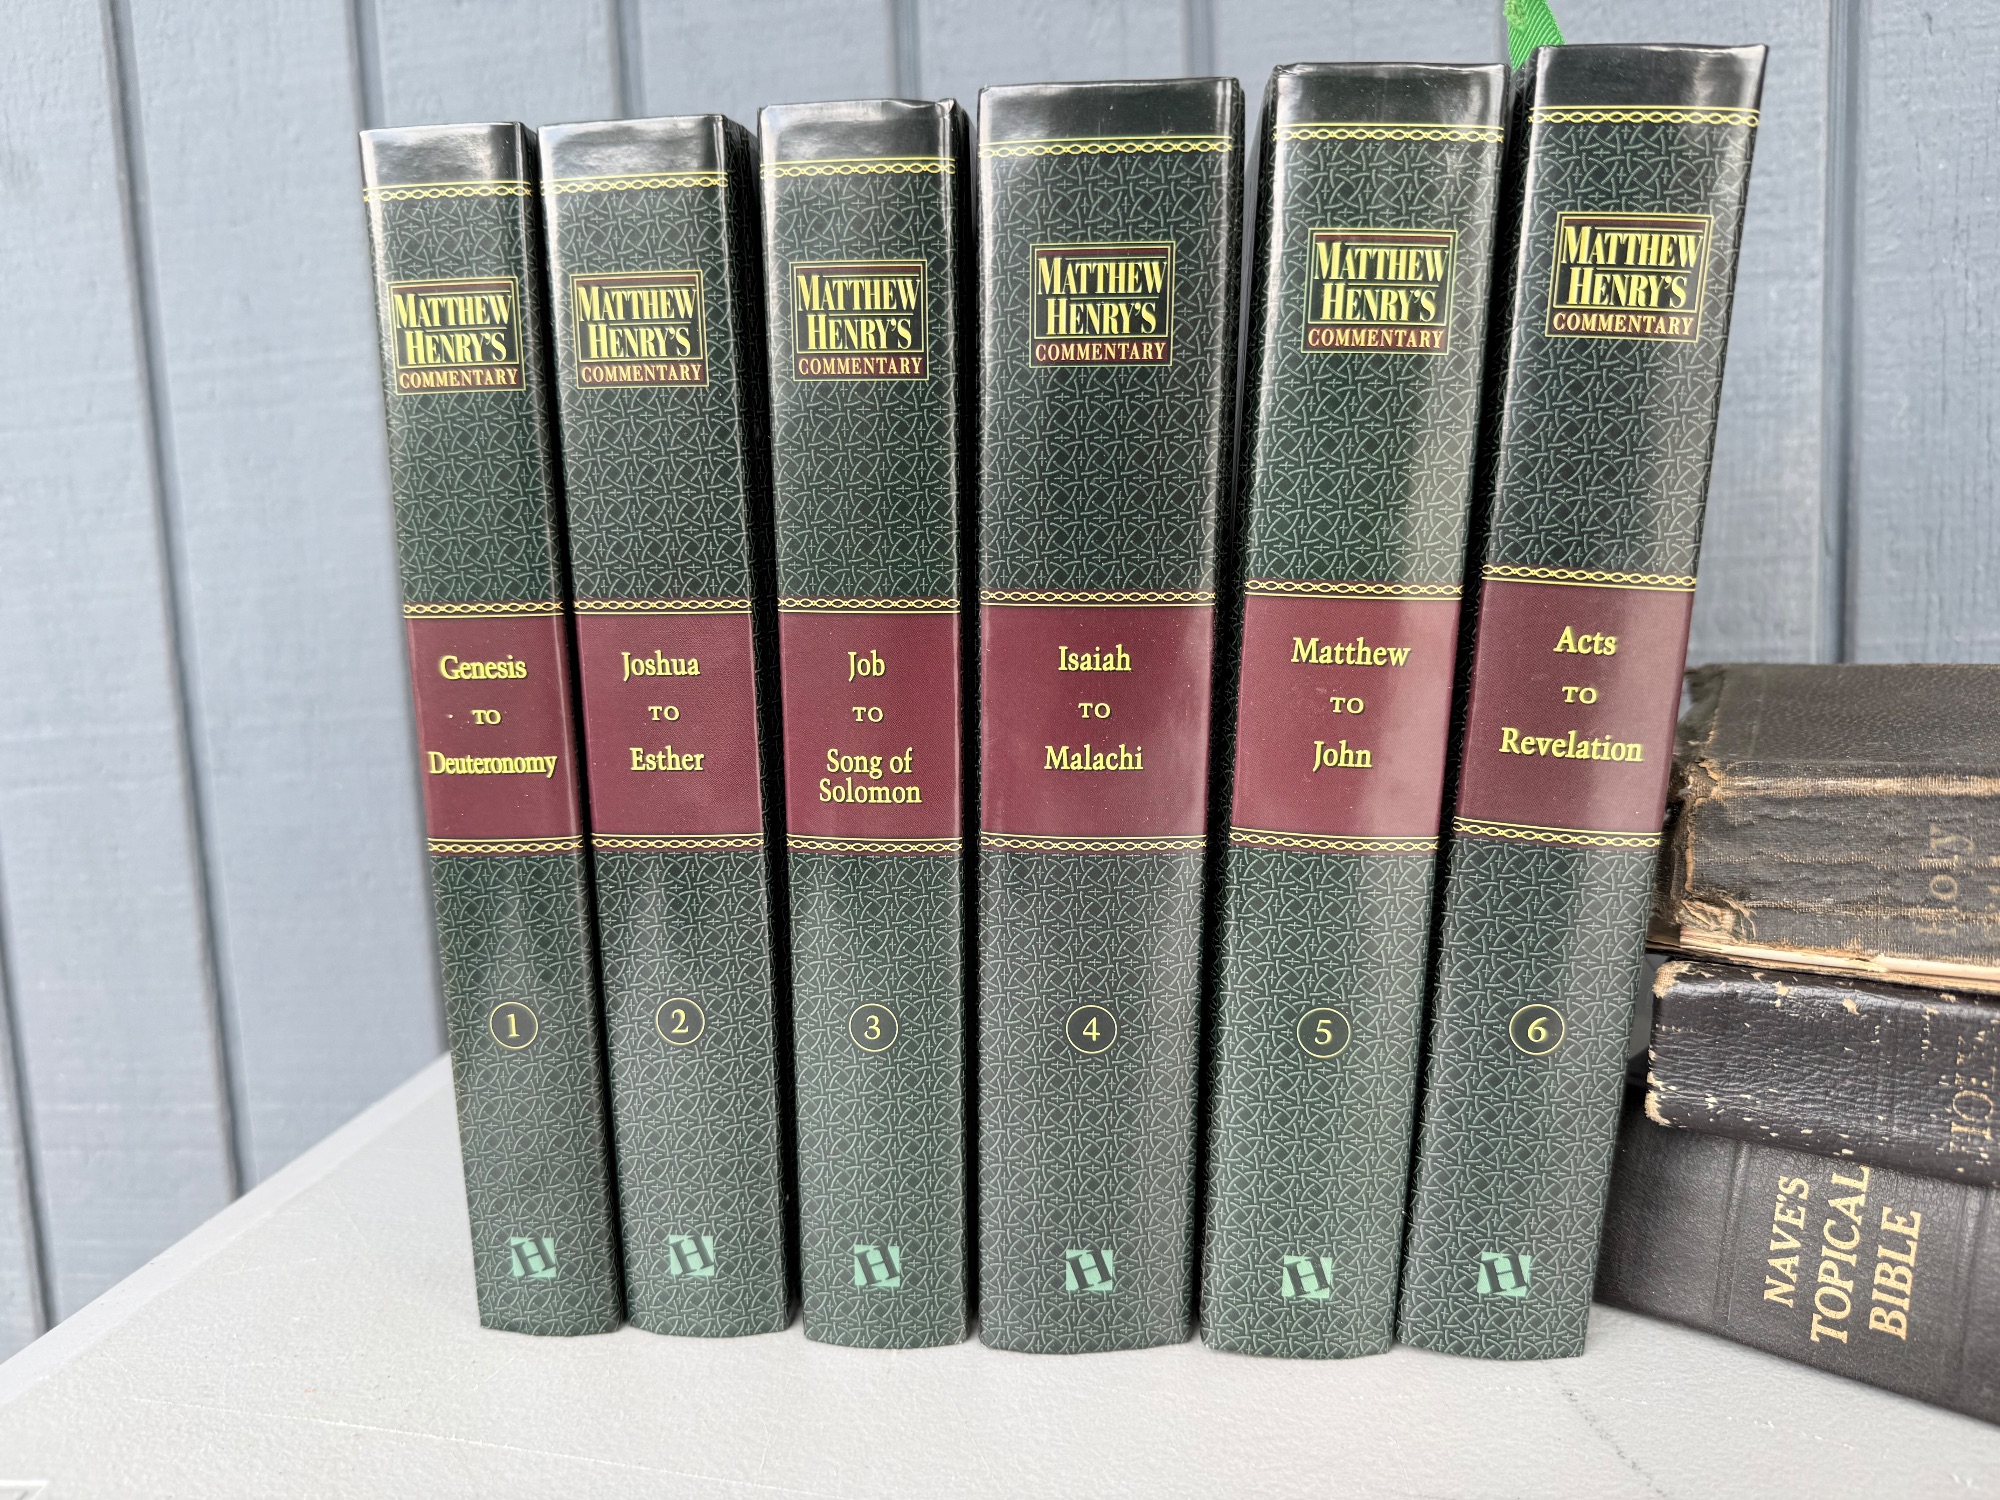 MATTHEW
HENRY'S
COMMENTARY
Genesis
TO
Deuteronomy
1
H
MATTHEW
HENRY'S
COMMENTARY
Joshua
TO
Esther
2
H
MATTHEW
HENRY'S
COMMENTARY
Job
TO
Song of
Solomon
3
H
MATTHEW
HENRY'S
COMMENTARY
Isaiah
TO
Malachi
4
H
MATTHEW
HENRY'S
COMMENTARY
Matthew
TO
John
5
H
MATTHEW
HENRY'S
COMMENTARY
Acts
TO
Revelation
6
H
Holy
HOLY
NAVE'S
TOPICAL
BIBLE